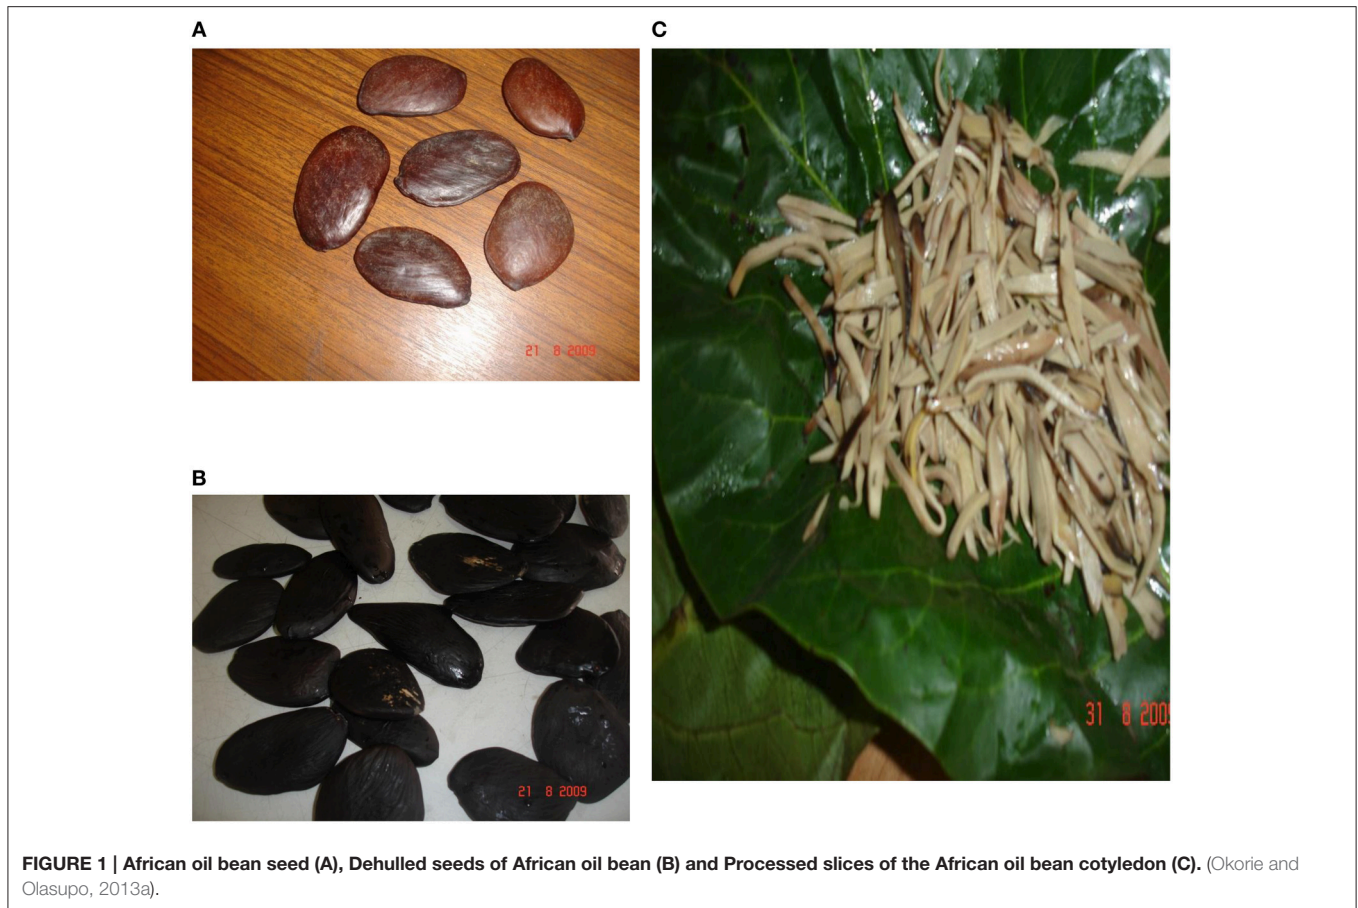 A
C
21 8 2009
B
31 8 2009
21 8 2009
FIGURE 1 | African oil bean seed (A), Dehulled seeds of African oil bean (B) and Processed slices of the African oil bean cotyledon (C). (Okorie and
Olasupo, 2013a).